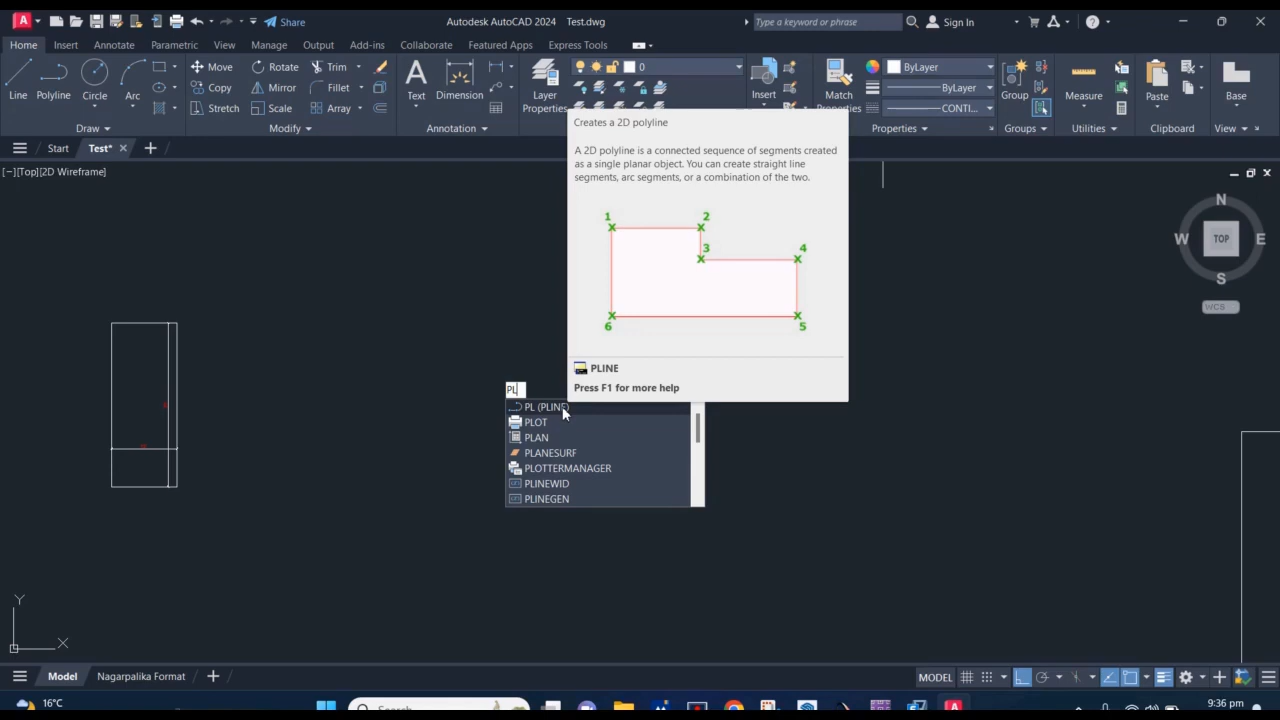 Autodesk AutoCAD 2024 Test.dwg
Share
Type a keyword or phrase
Sign In
Home Insert Annotate Parametric View Manage Output Add-ins Collaborate Featured Apps Express Tools
Line Polyline Circle Arc
Move Rotate Trim
Copy Mirror Fillet
Stretch Scale Array
Text Dimension
Layer
Properties
0
Insert
Match
Properties
ByLayer
ByLayer
CONTI...
Group
Measure
Paste
Base
Draw Modify Annotation Properties Groups Utilities Clipboard View
Start Test*
[−][Top][2D Wireframe]
Creates a 2D polyline
A 2D polyline is a connected sequence of segments created
as a single planar object. You can create straight line
segments, arc segments, or a combination of the two.
1 2
3 4
6 5
PLINE
Press F1 for more help
N
W TOP E
S
WCS
PL
PL (PLINE)
PLOT
PLAN
PLANESURF
PLOTTERMANAGER
PLINEWID
PLINEGEN
Y
X
Model Nagarpalika Format
MODEL
16°C
Search
9:36 pm